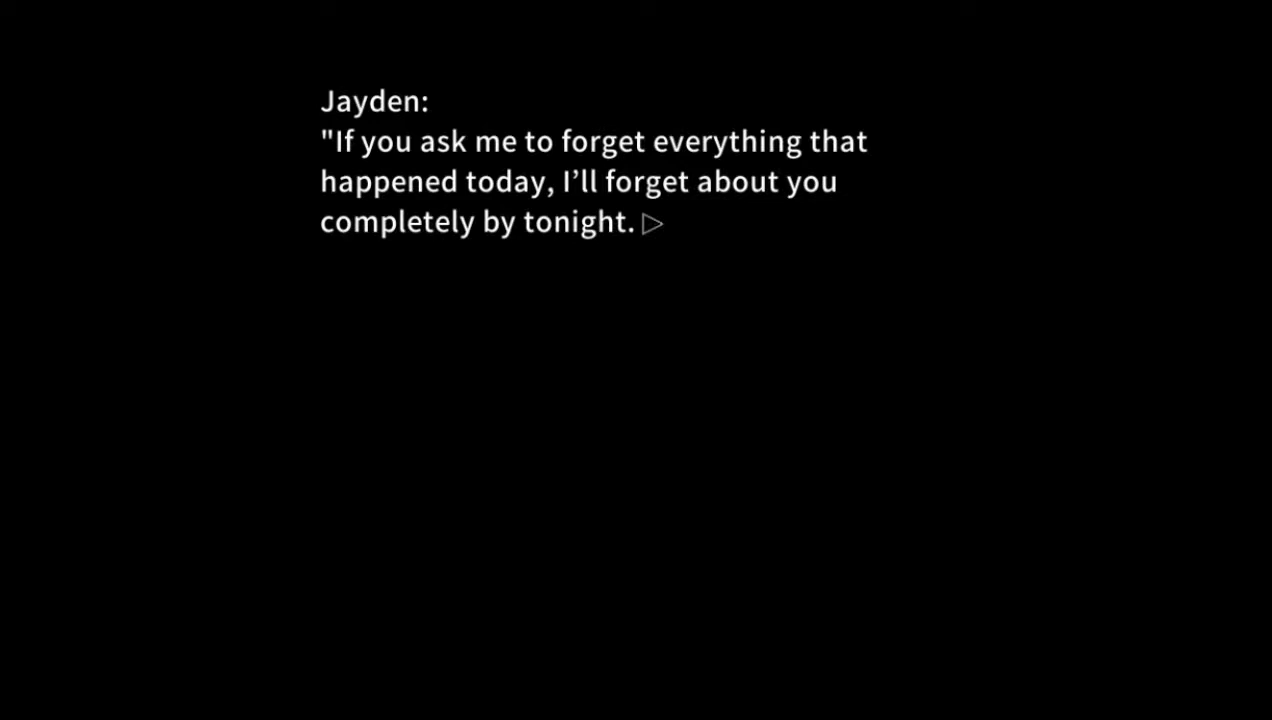 Jayden:
"If you ask me to forget everything that
happened today, I’ll forget about you
completely by tonight. ▷